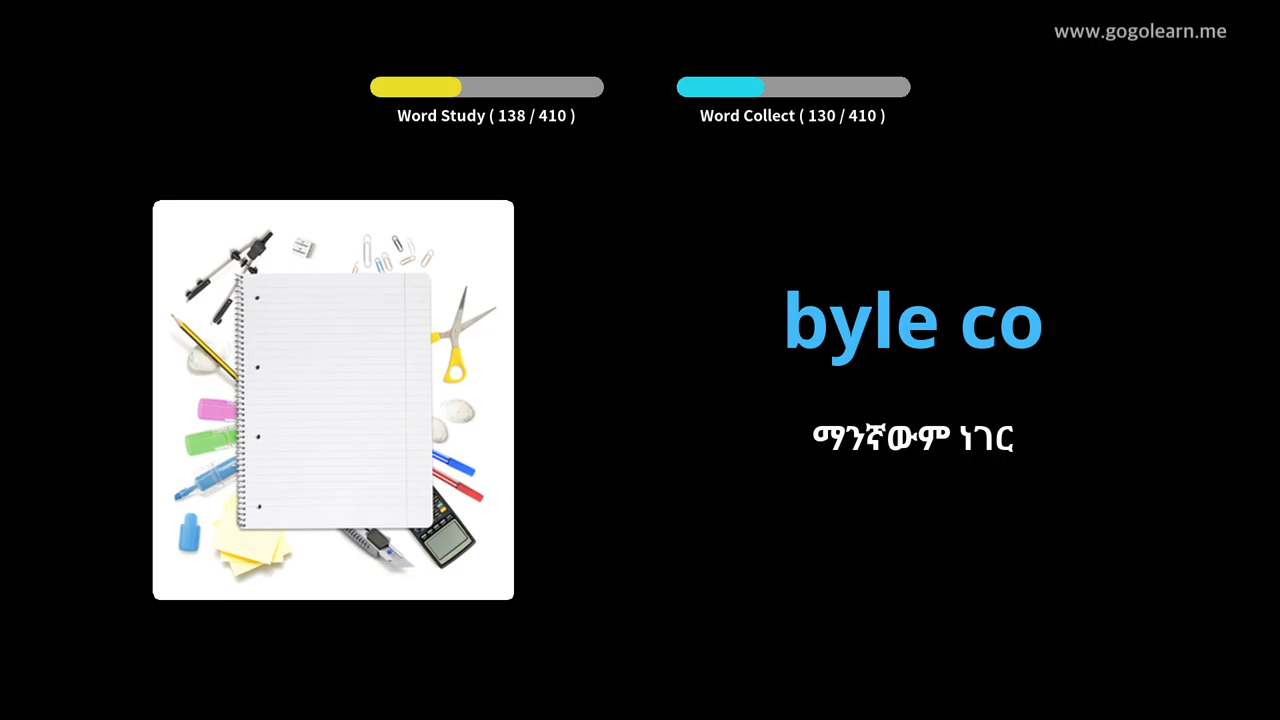 www.gogolearn.me
Word Study ( 138 / 410 )
Word Collect ( 130 / 410 )
byle co
ማንኛውም ነገር